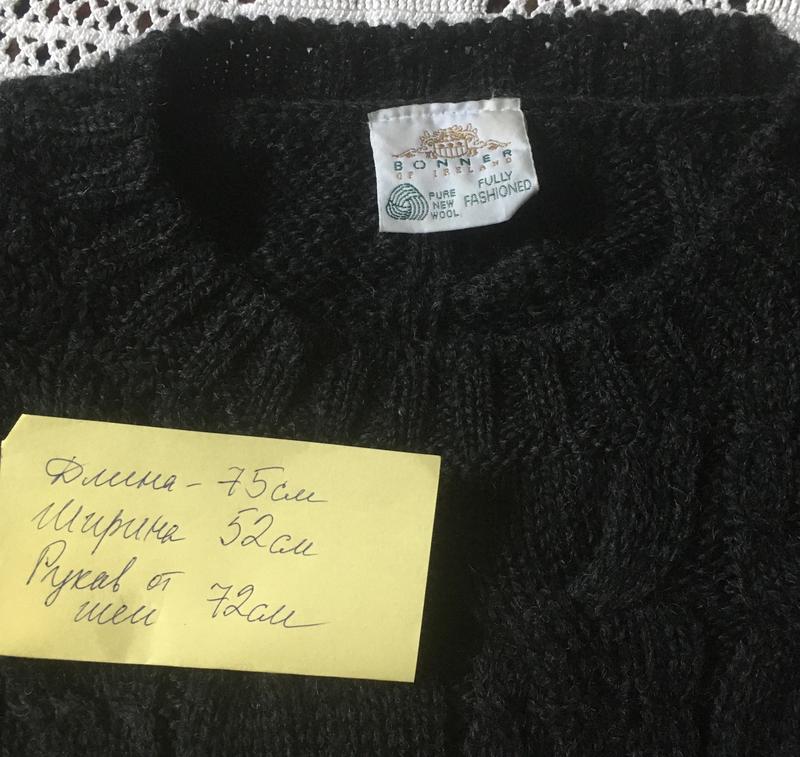 BONNER
OF IRELAND
PURE
NEW
WOOL
FULLY
FASHIONED
Длина - 75см
Ширина 52см
Рукав от
шеи 72см